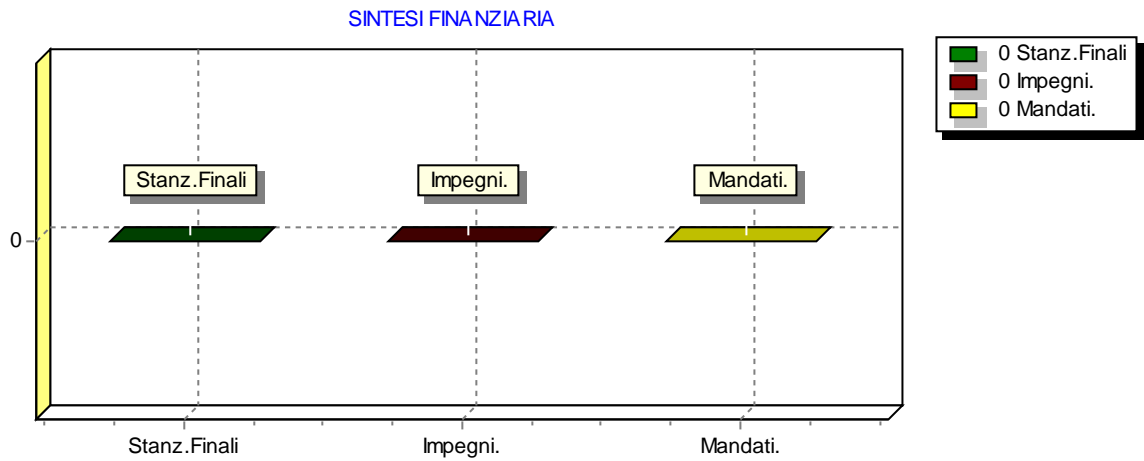 SINTESI FINANZIARIA
0 Stanz.Finali
0 Impegni.
0 Mandati.
Stanz.Finali
Impegni.
Mandati.
0
Stanz.Finali
Impegni.
Mandati.